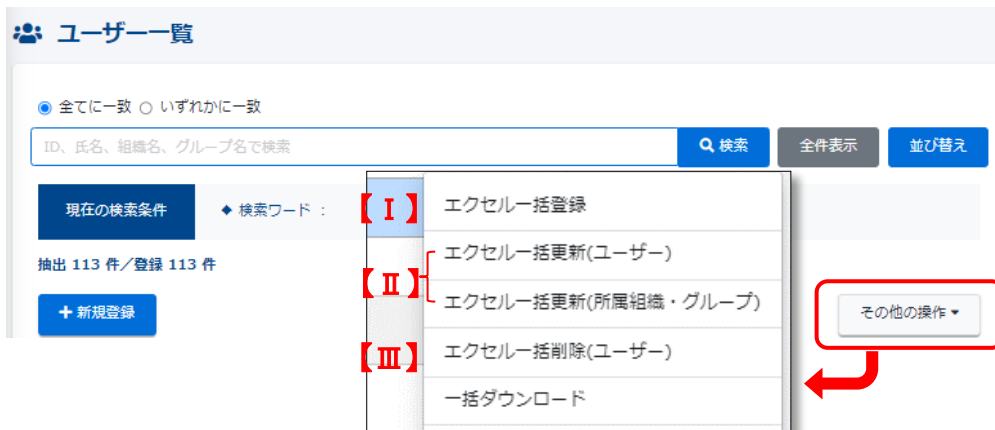 ユーザー一覧
全てに一致 いずれかに一致
ID、氏名、組織名、グループ名で検索 検索 全件表示 並び替え
現在の検索条件 ◆ 検索ワード :
抽出 113 件／登録 113 件
+ 新規登録
【Ⅰ】 エクセル一括登録
【Ⅱ】 エクセル一括更新(ユーザー)
エクセル一括更新(所属組織・グループ)
【Ⅲ】 エクセル一括削除(ユーザー)
一括ダウンロード
その他の操作▼